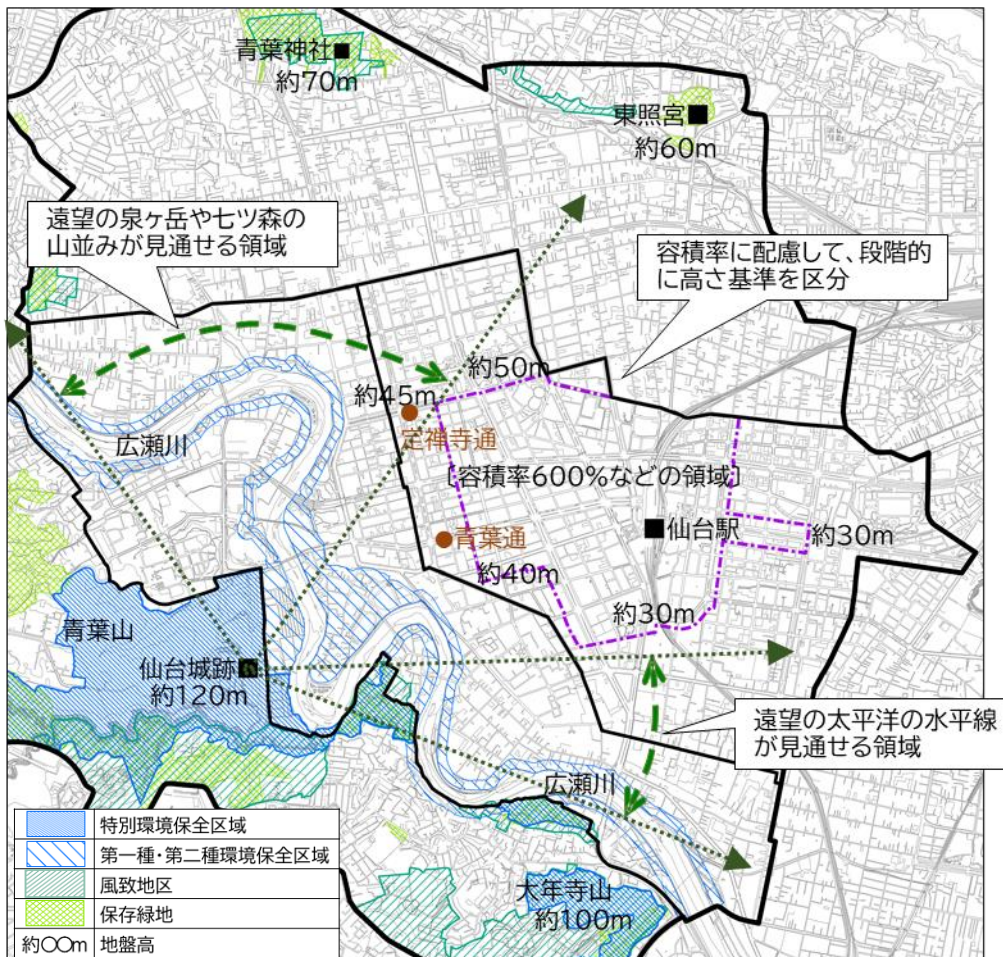 青葉神社
約70m
東照宮
約60m
遠望の泉ヶ岳や七ツ森の
山並みが見通せる領域
容積率に配慮して、段階的
に高さ基準を区分
約50m
約45m
定禅寺通
広瀬川
〔容積率600%などの領域〕
仙台駅
青葉通
約30m
約40m
約30m
青葉山
仙台城跡
約120m
遠望の太平洋の水平線
が見通せる領域
広瀬川
大年寺山
約100m
特別環境保全区域
第一種・第二種環境保全区域
風致地区
保存緑地
約〇〇m 地盤高